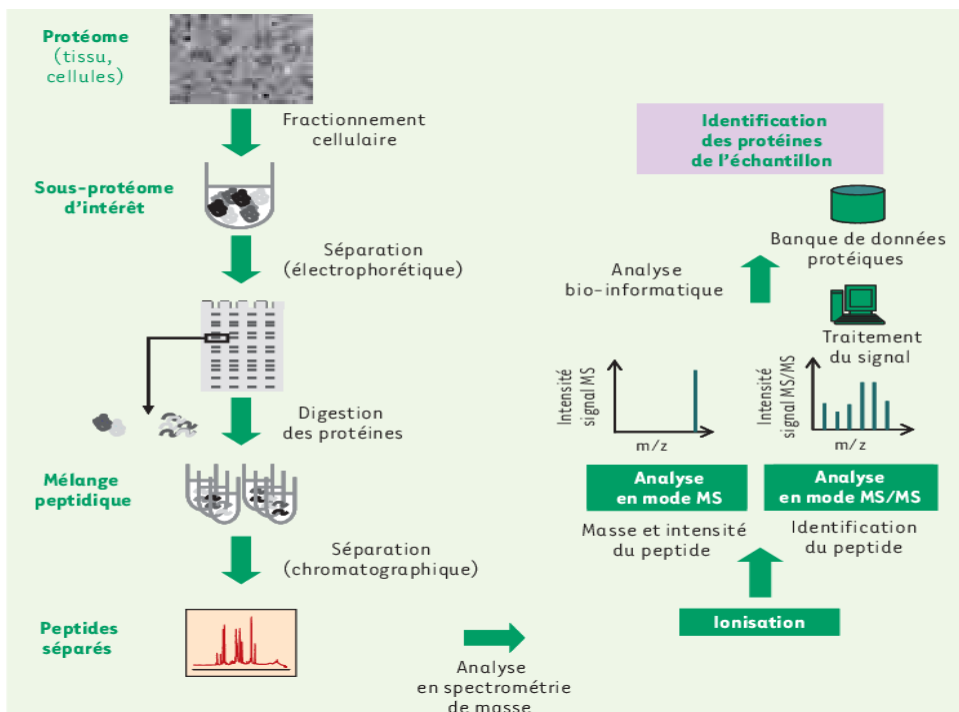 Protéome
(tissu,
cellules)
Fractionnement
cellulaire
Sous-protéome
d'intérêt
Séparation
(électrophorétique)
Digestion
des protéines
Mélange
peptidique
Séparation
(chromatographique)
Peptides
séparés
Analyse
en spectrométrie
de masse
Ionisation
Masse et intensité
du peptide
Identification
du peptide
Analyse
en mode MS
Analyse
en mode MS/MS
Intensité
signal MS
m/z
Intensité
signal MS/MS
m/z
Traitement
du signal
Analyse
bio-informatique
Banque de données
protéiques
Identification
des protéines
de l'échantillon